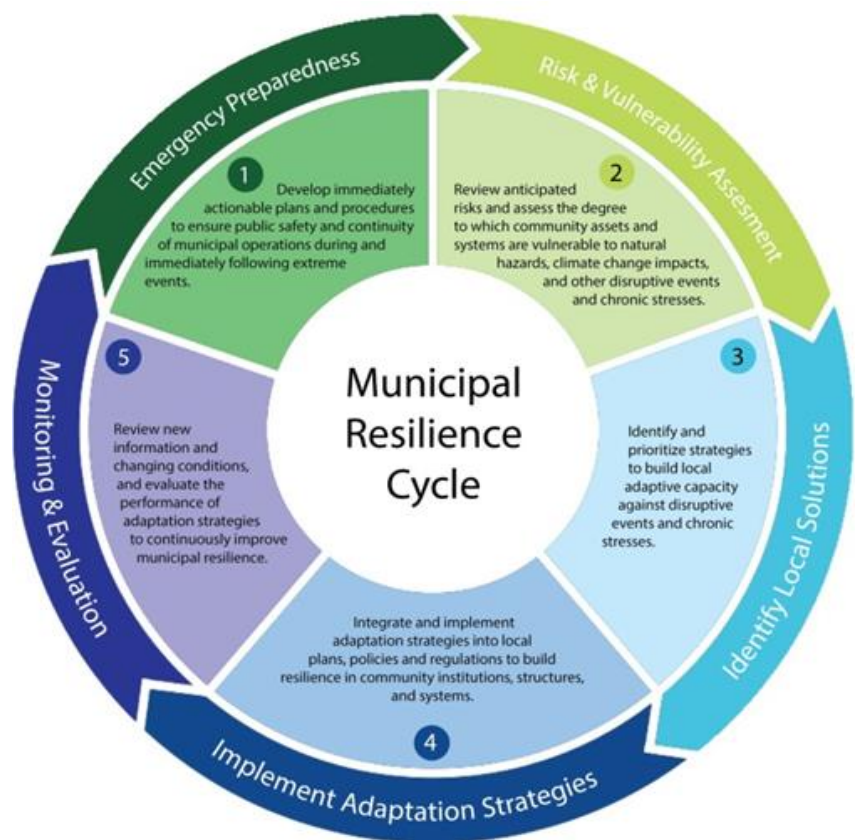 Municipal
Resilience
Cycle
Emergency Preparedness
1
Develop immediately
actionable plans and procedures
to ensure public safety and continuity
of municipal operations during and
immediately following extreme
events.
Risk & Vulnerability Assesment
2
Review anticipated
risks and assess the degree
to which community assets and
systems are vulnerable to natural
hazards, climate change impacts,
and other disruptive events
and chronic stresses.
Identify Local Solutions
3
Identify and
prioritize strategies
to build local
adaptive capacity
against disruptive
events and chronic
stresses.
Implement Adaptation Strategies
4
Integrate and implement
adaptation strategies into local
plans, policies and regulations to build
resilience in community institutions, structures,
and systems.
Monitoring & Evaluation
5
Review new
information and
changing conditions,
and evaluate the
performance of
adaptation strategies
to continuously improve
municipal resilience.